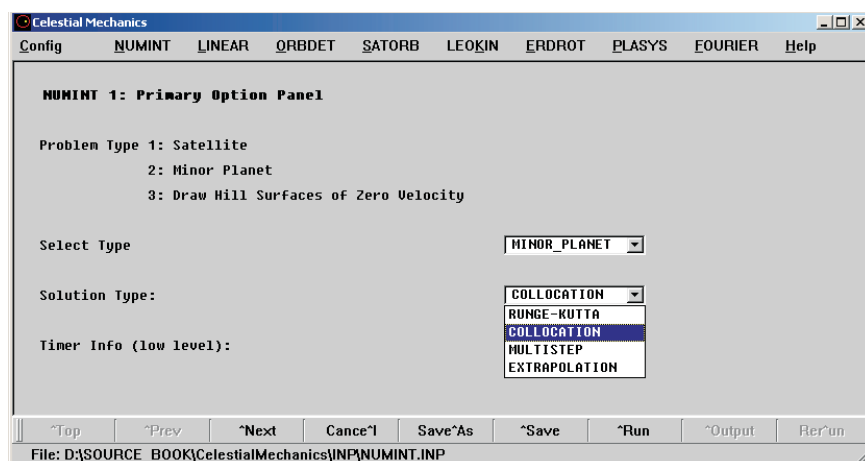 Celestial Mechanics
Config NUMINT LINEAR ORBDET SATORB LEOKIN ERDROT PLASYS FOURIER Help
NUMINT 1: Primary Option Panel
Problem Type 1: Satellite
2: Minor Planet
3: Draw Hill Surfaces of Zero Velocity
Select Type MINOR_PLANET
Solution Type: COLLOCATION
RUNGE-KUTTA
COLLOCATION
Timer Info (low level):
MULTISTEP
EXTRAPOLATION
^Top ^Prev ^Next Cance^l Save^As ^Save ^Run ^Output Rer^un
File: D:\SOURCE_BOOK\CelestialMechanics\INP\NUMINT.INP